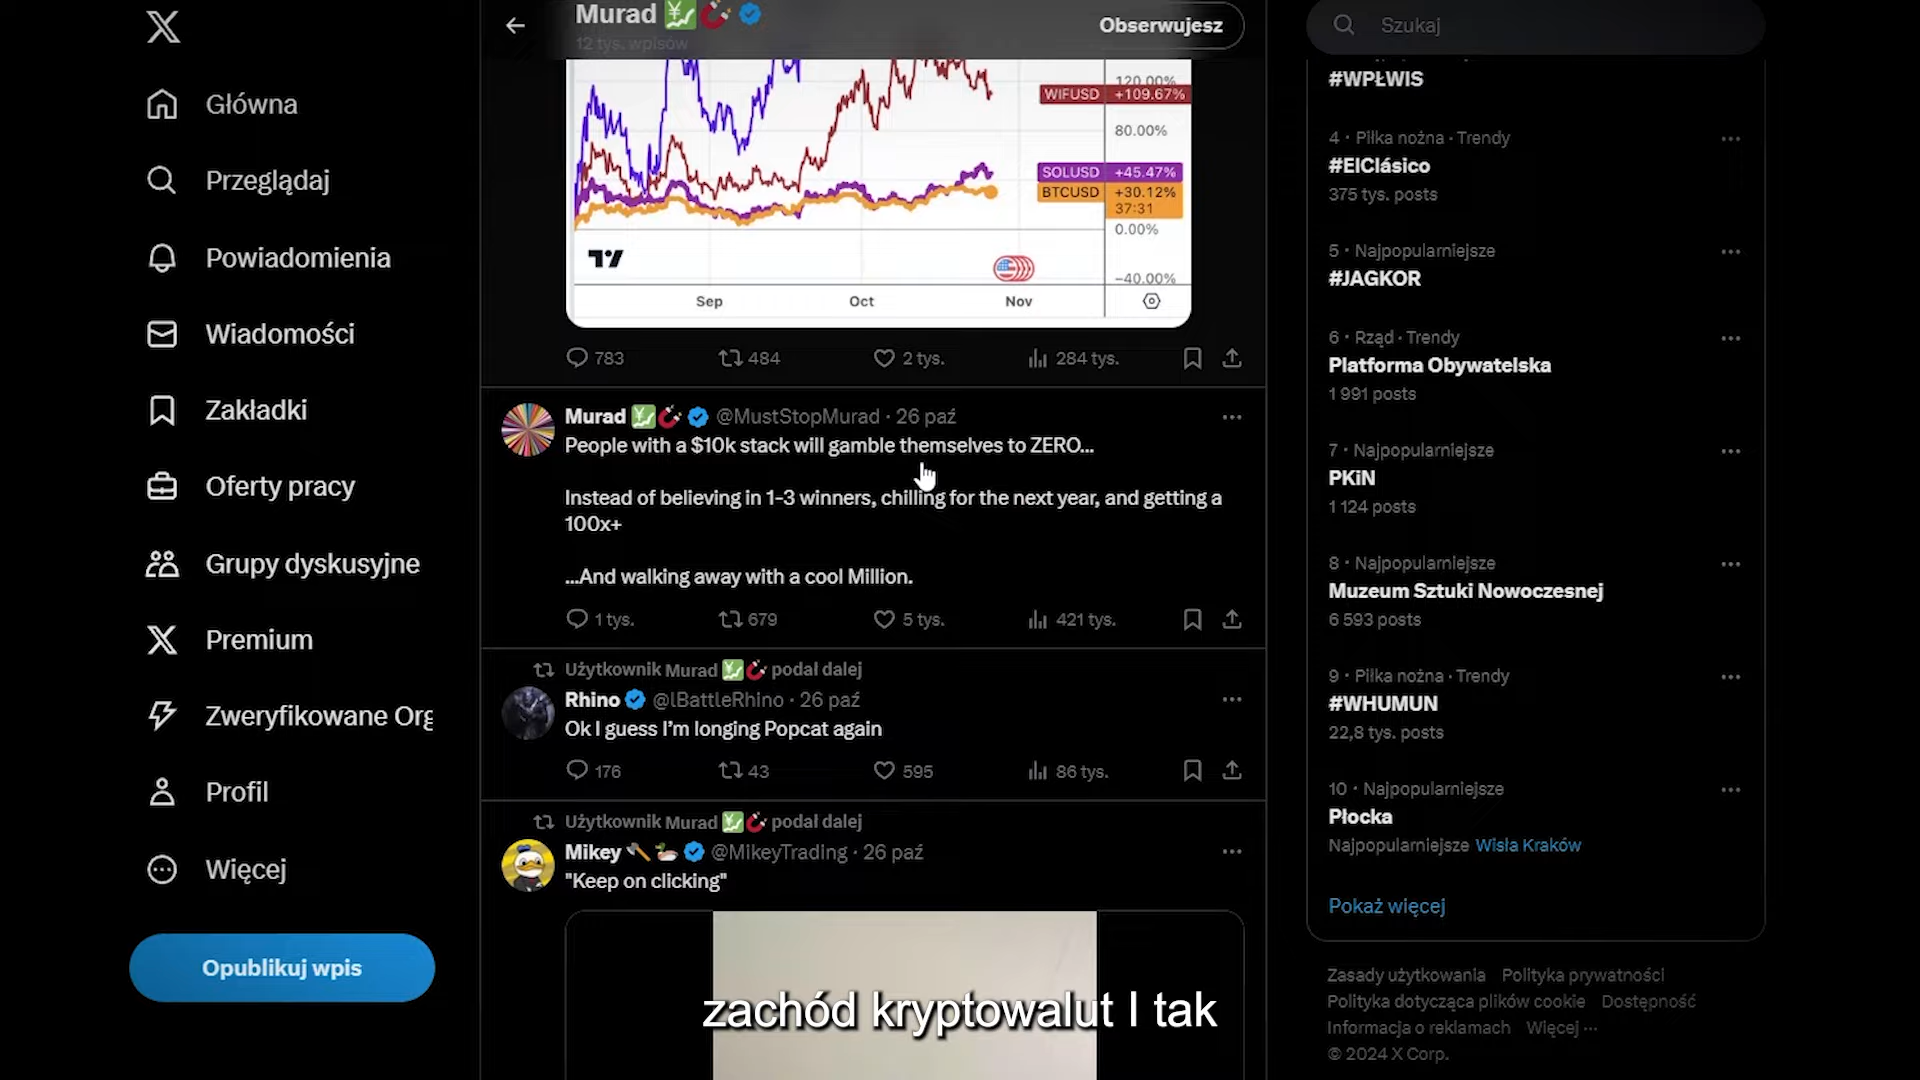 Główna
Przeglądaj
Powiadomienia
Wiadomości
Zakładki
Oferty pracy
Grupy dyskusyjne
Premium
Zweryfikowane Org
Profil
Więcej
Opublikuj wpis
Murad
12 tys. wpisów
Obserwujesz
120.00%
WIFUSD +109.67%
80.00%
SOLUSD +45.47%
BTCUSD +30.12%
37:31
0.00%
−40.00%
Sep Oct Nov
783 484 2 tys. 284 tys.
Murad @MustStopMurad · 26 paź
People with a $10k stack will gamble themselves to ZERO...
Instead of believing in 1-3 winners, chilling for the next year, and getting a
100x+
...And walking away with a cool Million.
1 tys. 679 5 tys. 421 tys.
Użytkownik Murad podał dalej
Rhino @lBattleRhino · 26 paź
Ok I guess I'm longing Popcat again
176 43 595 86 tys.
Użytkownik Murad podał dalej
Mikey @MikeyTrading · 26 paź
"Keep on clicking"
zachód kryptowalut I tak
Szukaj
#WPŁWIS
4 · Piłka nożna · Trendy
#ElClásico
375 tys. posts
5 · Najpopularniejsze
#JAGKOR
6 · Rząd · Trendy
Platforma Obywatelska
1 991 posts
7 · Najpopularniejsze
PKiN
1 124 posts
8 · Najpopularniejsze
Muzeum Sztuki Nowoczesnej
6 593 posts
9 · Piłka nożna · Trendy
#WHUMUN
22,8 tys. posts
10 · Najpopularniejsze
Płocka
Najpopularniejsze Wisła Kraków
Pokaż więcej
Zasady użytkowania Polityka prywatności
Polityka dotycząca plików cookie Dostępność
Informacja o reklamach Więcej ···
© 2024 X Corp.